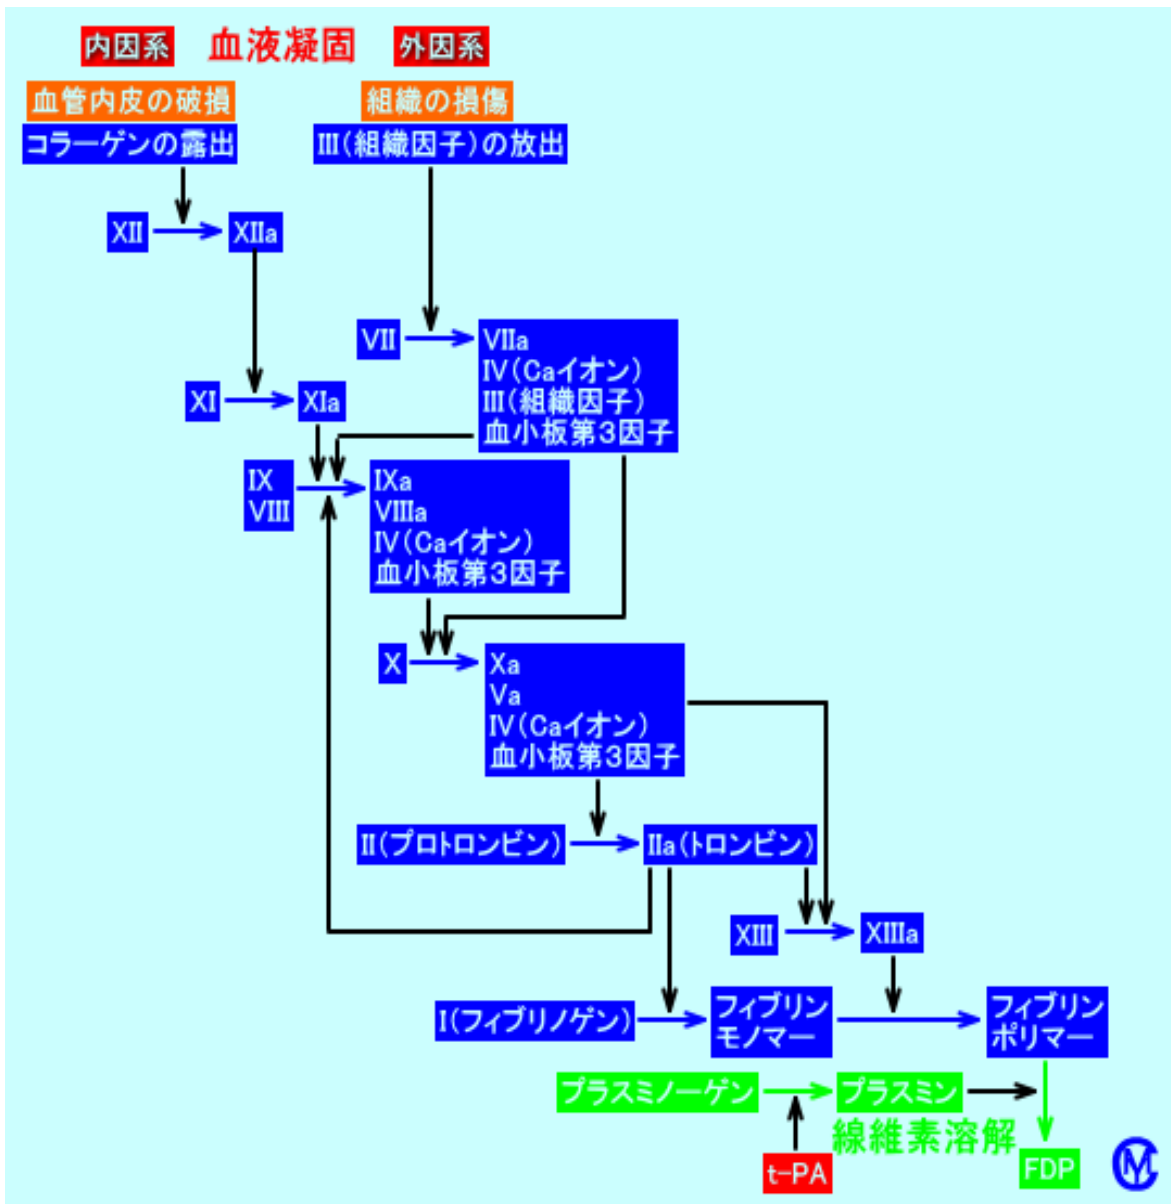 内因系
血液凝固
外因系
血管内皮の破損
組織の損傷
コラーゲンの露出
III(組織因子)の放出
XII
XIIa
VII
VIIa
IV(Caイオン)
III(組織因子)
血小板第3因子
XI
XIa
IX
VIII
IXa
VIIIa
IV(Caイオン)
血小板第3因子
X
Xa
Va
IV(Caイオン)
血小板第3因子
II(プロトロンビン)
IIa(トロンビン)
XIII
XIIIa
I(フィブリノゲン)
フィブリン
モノマー
フィブリン
ポリマー
プラスミノーゲン
プラスミン
線維素溶解
t-PA
FDP